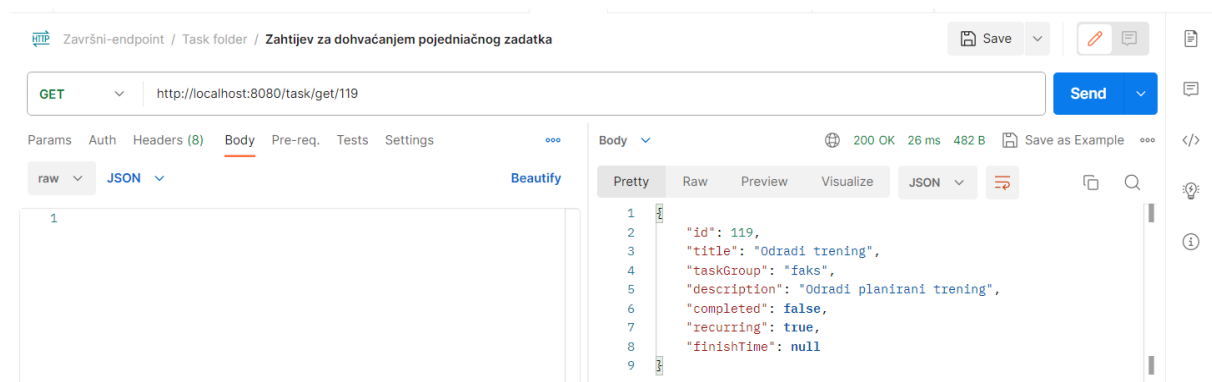 HTTP Završni-endpoint / Task folder / Zahtijev za dohvaćanjem pojedniačnog zadatka Save
GET http://localhost:8080/task/get/119 Send
Params Auth Headers (8) Body Pre-req. Tests Settings
Body 200 OK 26 ms 482 B Save as Example
raw JSON Beautify
Pretty Raw Preview Visualize JSON
1
1 {
2 "id": 119,
3 "title": "Odradi trening",
4 "taskGroup": "faks",
5 "description": "Odradi planirani trening",
6 "completed": false,
7 "recurring": true,
8 "finishTime": null
9 }